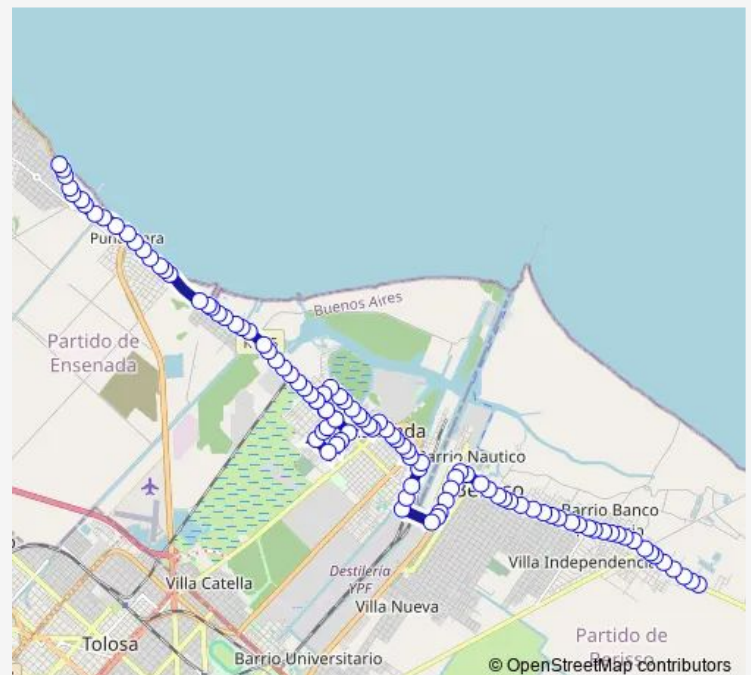 Punta Lara
Buenos Aires
Partido de
Ensenada
Barrio Nautico
Barrio Banco
Villa Independencia
Destilería
YPF
Villa Catella
Villa Nueva
Tolosa
Barrio Universitario
Partido de
Berisso
© OpenStreetMap contributors